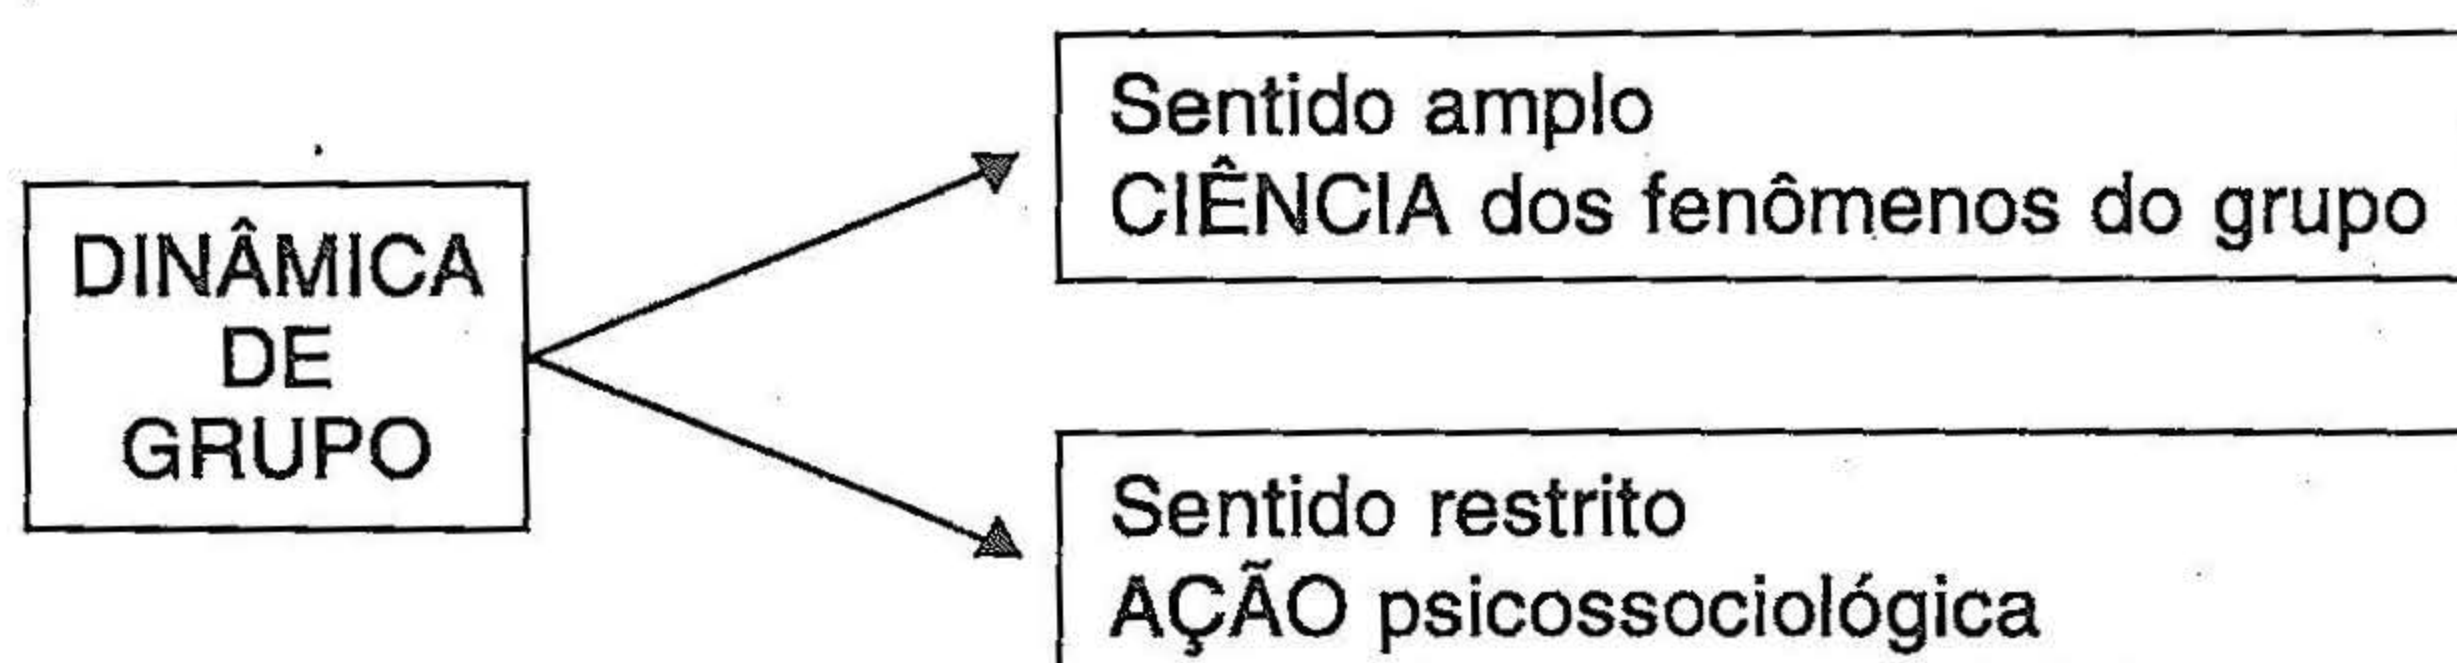 DINÂMICA
DE
GRUPO
Sentido amplo
CIÊNCIA dos fenômenos do grupo
Sentido restrito
AÇÃO psicossociológica